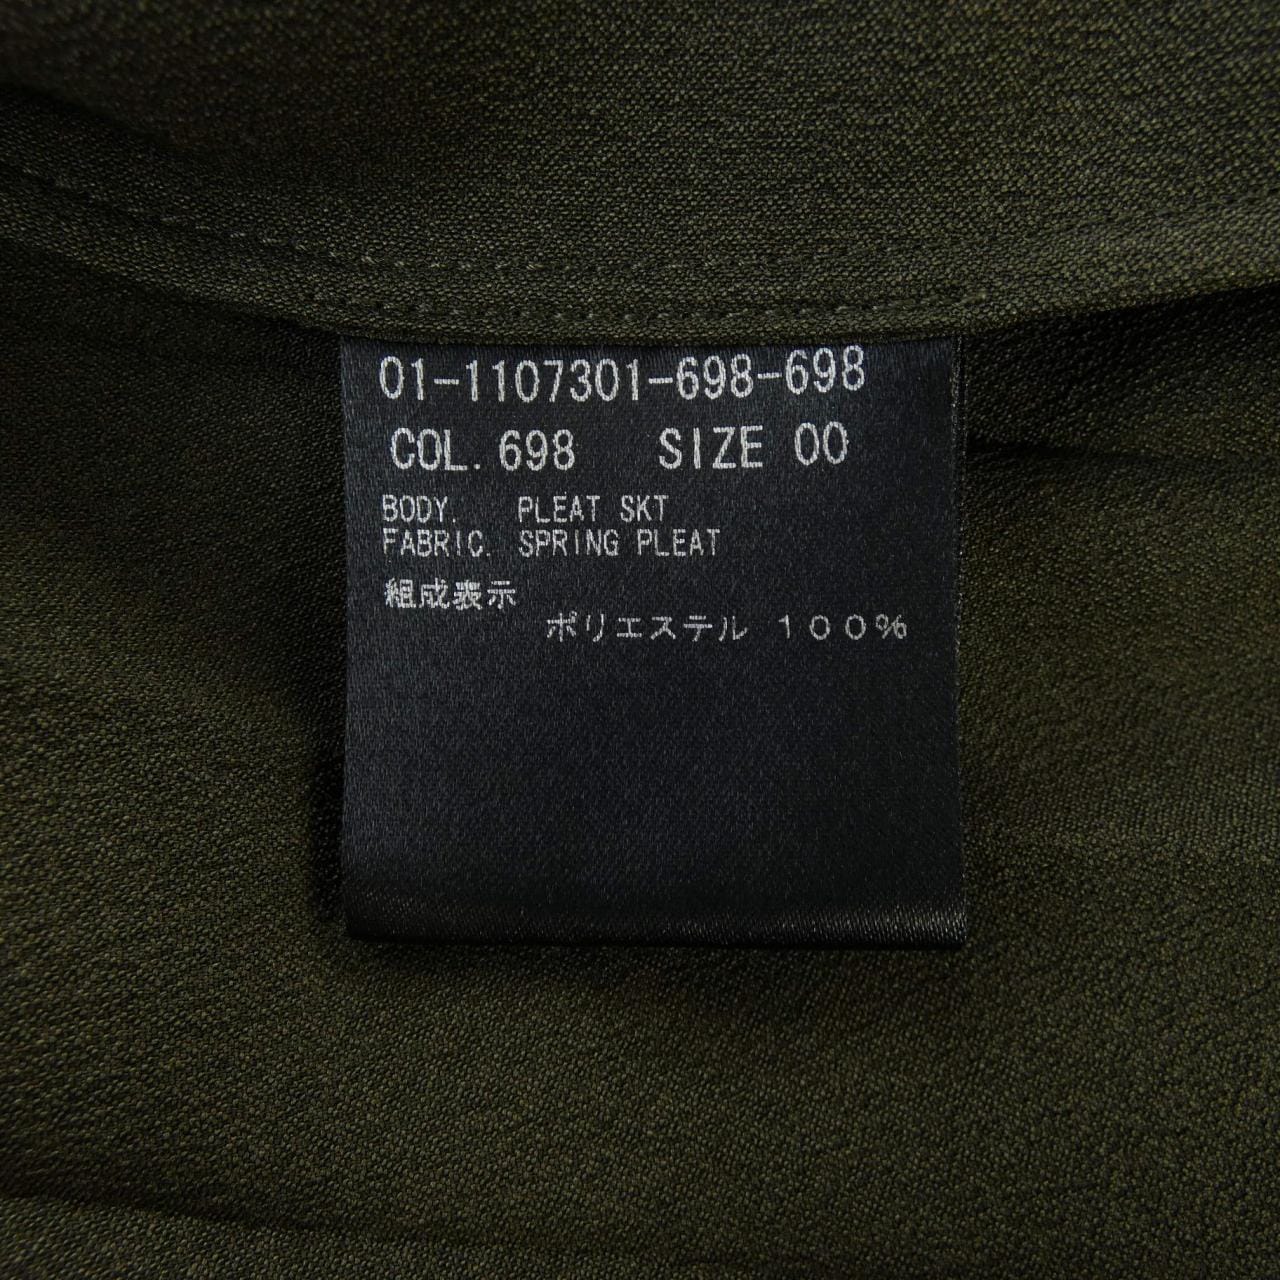 01-1107301-698-698
COL. 698 SIZE 00
BODY. PLEAT SKT
FABRIC. SPRING PLEAT
組成表示
ポリエステル 100%